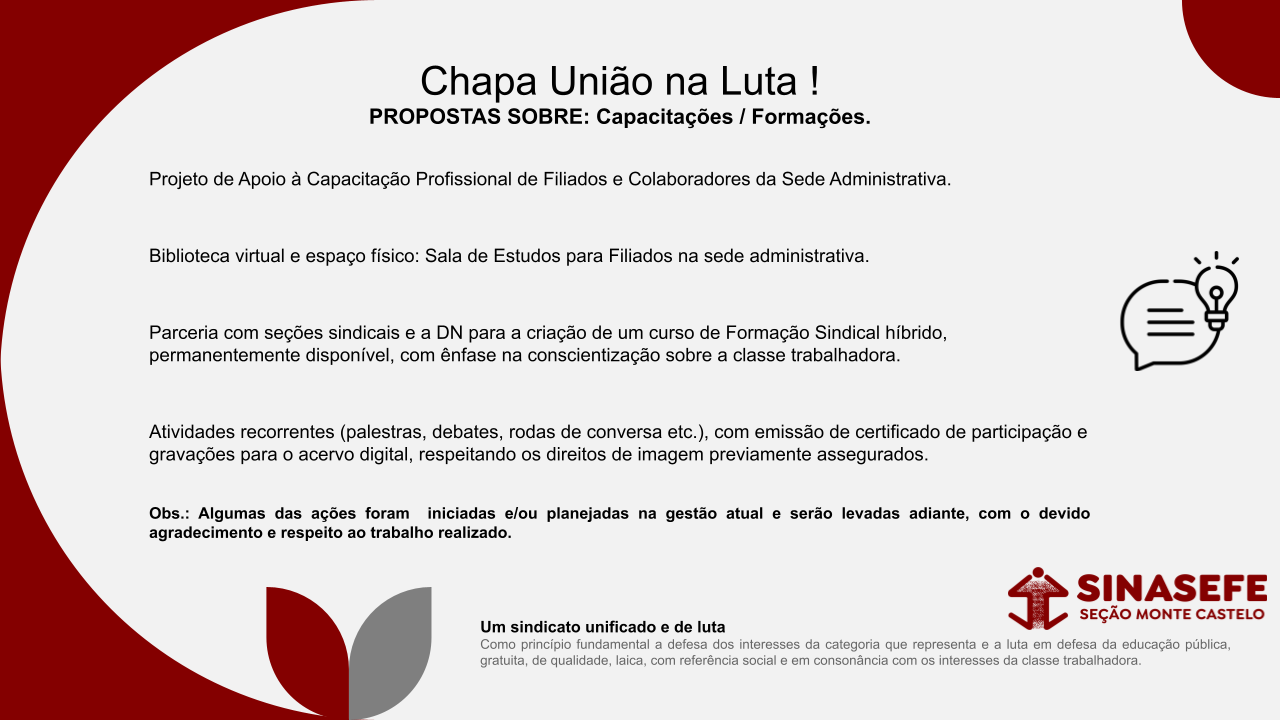 Chapa União na Luta !
PROPOSTAS SOBRE: Capacitações / Formações.
Projeto de Apoio à Capacitação Profissional de Filiados e Colaboradores da Sede Administrativa.
Biblioteca virtual e espaço físico: Sala de Estudos para Filiados na sede administrativa.
Parceria com seções sindicais e a DN para a criação de um curso de Formação Sindical híbrido,
permanentemente disponível, com ênfase na conscientização sobre a classe trabalhadora.
Atividades recorrentes (palestras, debates, rodas de conversa etc.), com emissão de certificado de participação e
gravações para o acervo digital, respeitando os direitos de imagem previamente assegurados.
Obs.: Algumas das ações foram  iniciadas e/ou planejadas na gestão atual e serão levadas adiante, com o devido
agradecimento e respeito ao trabalho realizado.
SINASEFE
SEÇÃO MONTE CASTELO
Um sindicato unificado e de luta
Como princípio fundamental a defesa dos interesses da categoria que representa e a luta em defesa da educação pública,
gratuita, de qualidade, laica, com referência social e em consonância com os interesses da classe trabalhadora.